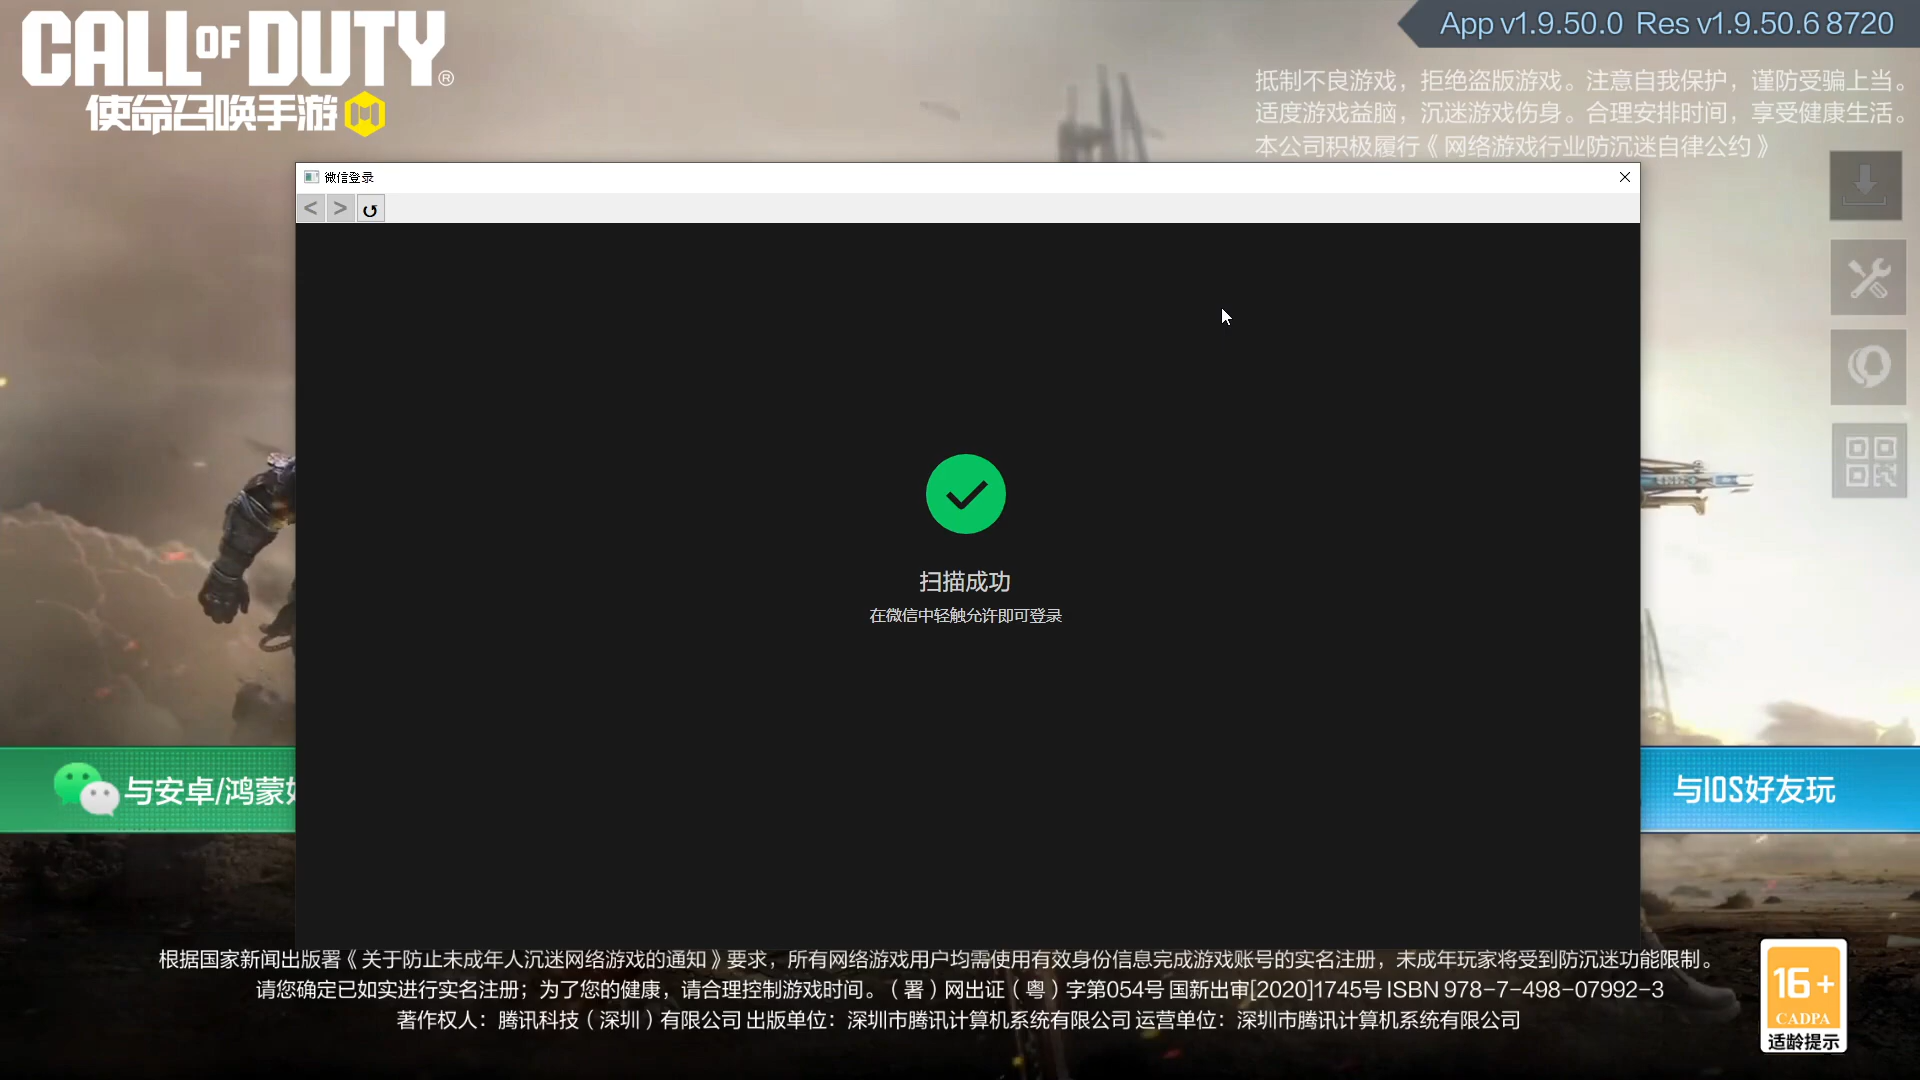 CALL OF DUTY®
使命召唤手游
App v1.9.50.0 Res v1.9.50.6 8720
抵制不良游戏，拒绝盗版游戏。注意自我保护，谨防受骗上当。
适度游戏益脑，沉迷游戏伤身。合理安排时间，享受健康生活。
本公司积极履行《网络游戏行业防沉迷自律公约》
微信登录
扫描成功
在微信中轻触允许即可登录
与安卓/鸿蒙
与IOS好友玩
根据国家新闻出版署《关于防止未成年人沉迷网络游戏的通知》要求，所有网络游戏用户均需使用有效身份信息完成游戏账号的实名注册，未成年玩家将受到防沉迷功能限制。
请您确定已如实进行实名注册；为了您的健康，请合理控制游戏时间。（署）网出证（粤）字第054号 国新出审[2020]1745号 ISBN 978-7-498-07992-3
著作权人：腾讯科技（深圳）有限公司 出版单位：深圳市腾讯计算机系统有限公司 运营单位：深圳市腾讯计算机系统有限公司
16+
CADPA
适龄提示